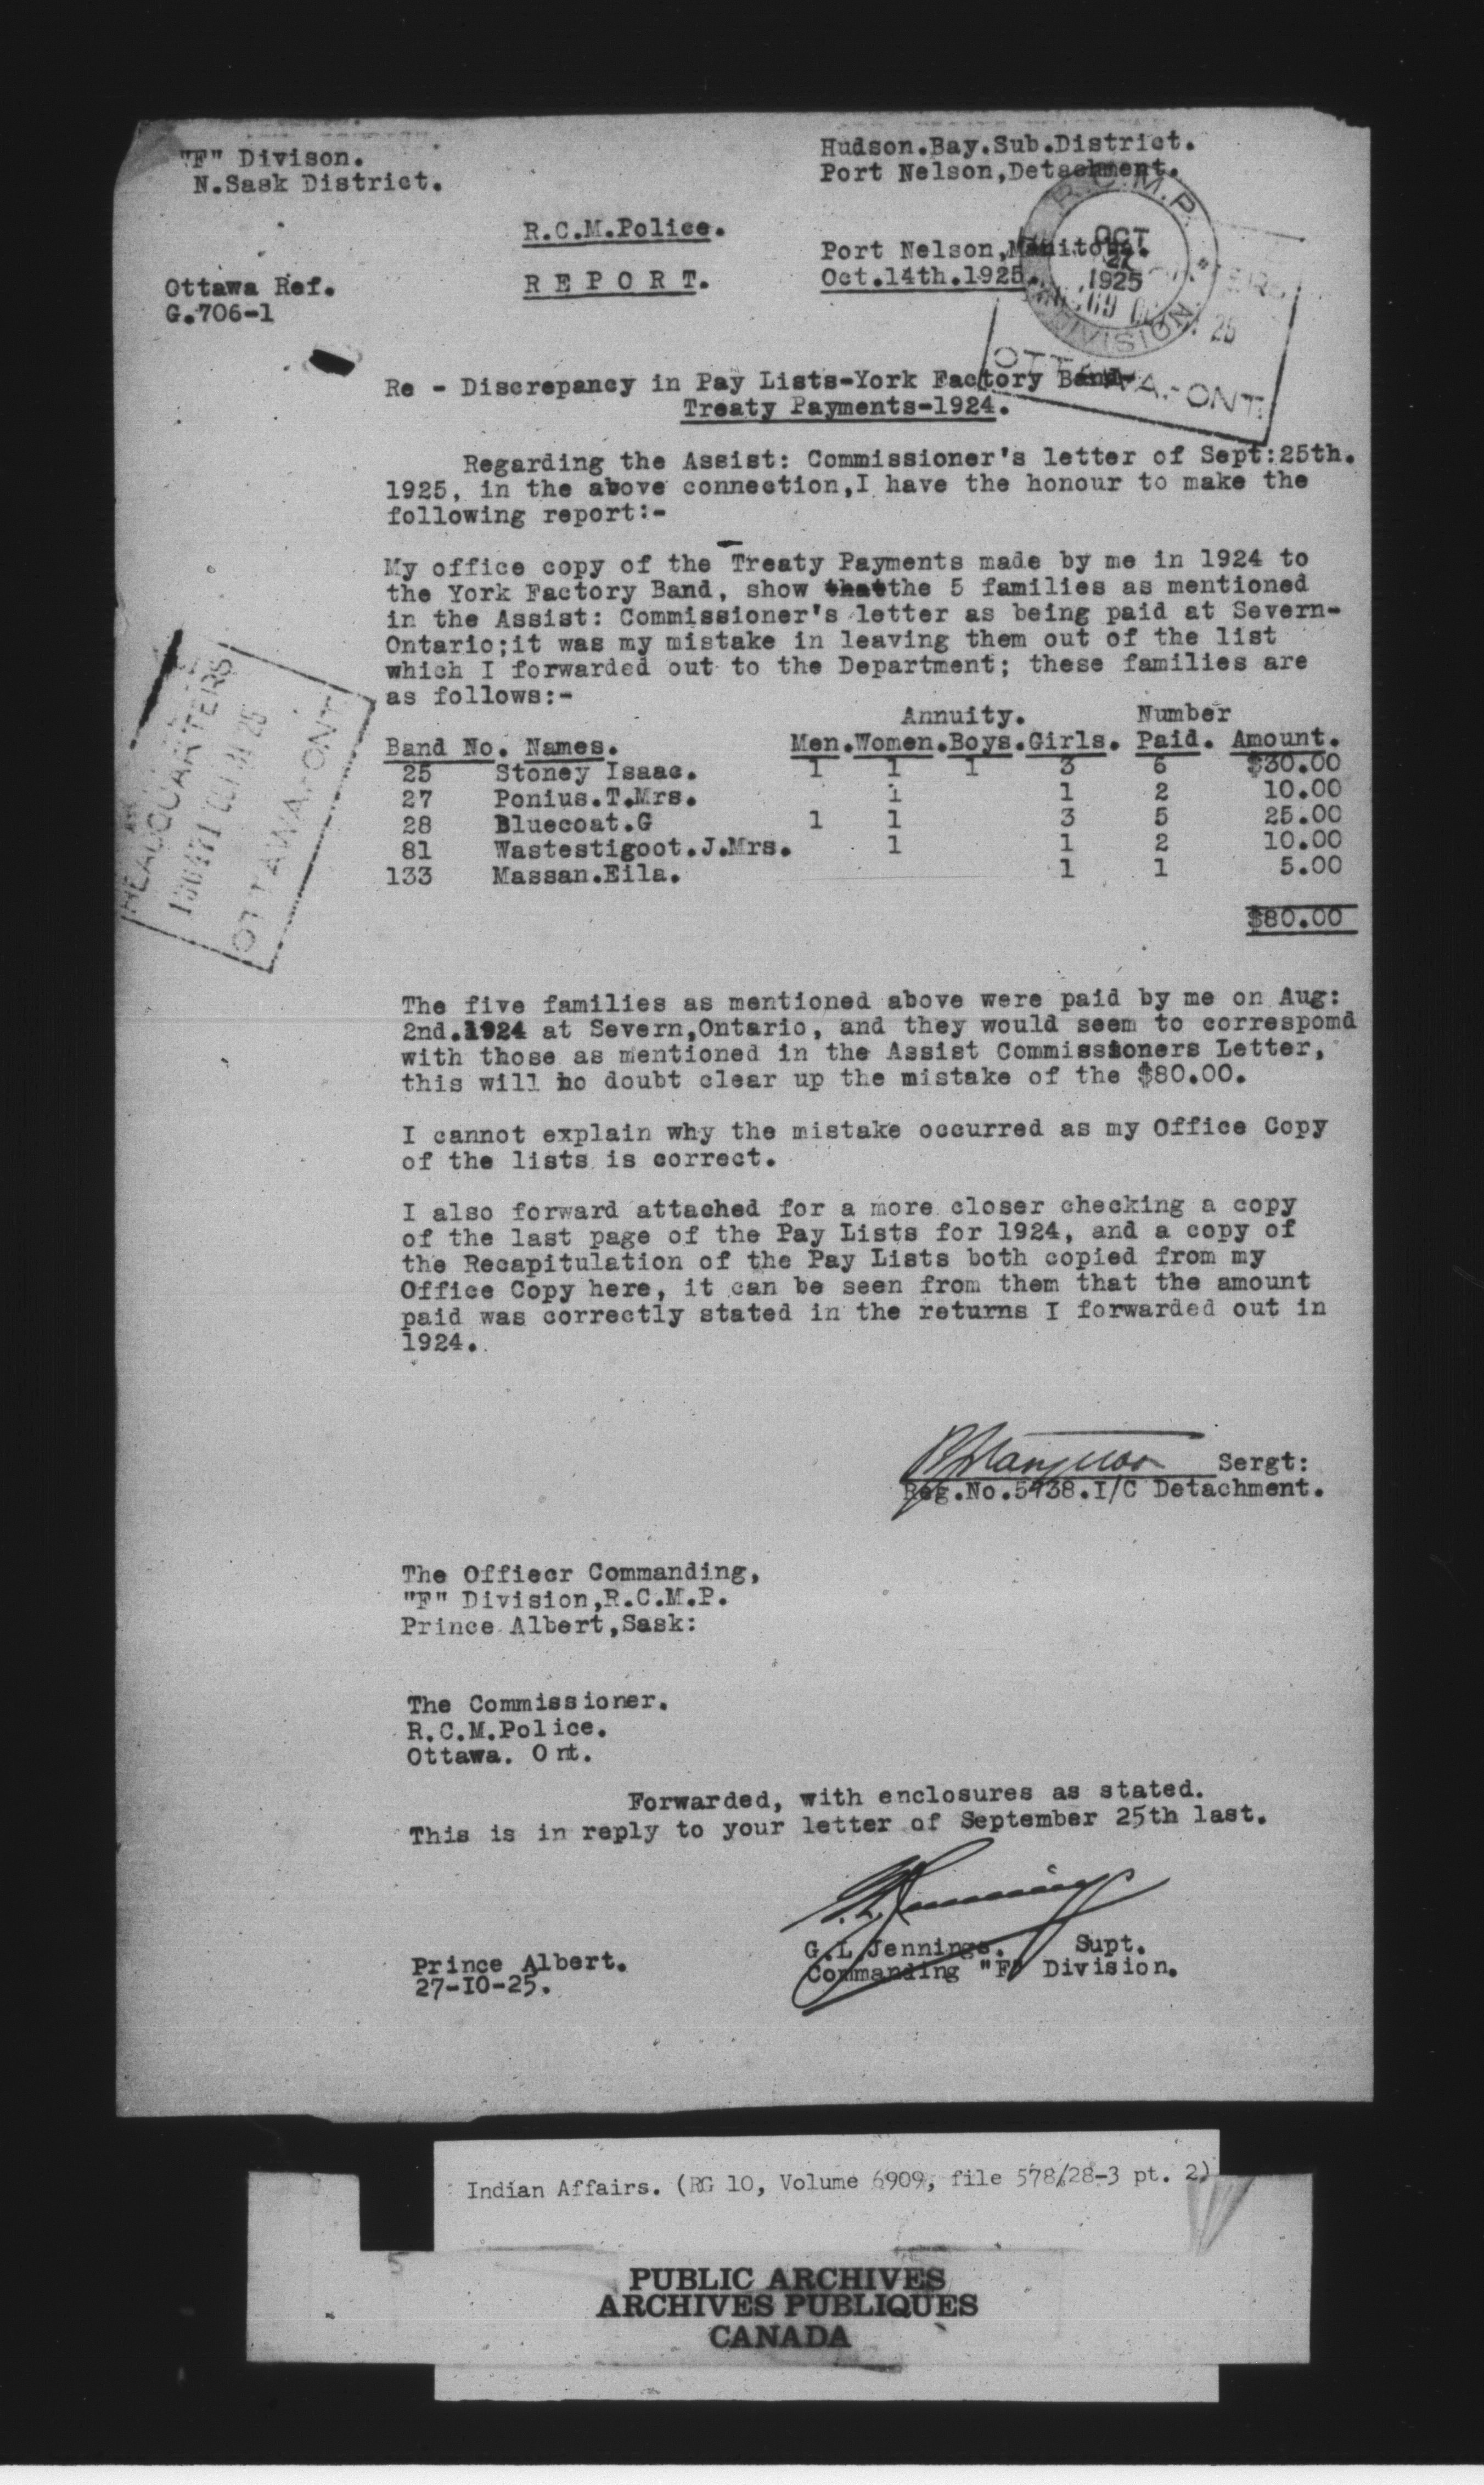 "F" Divison.
N.Sask District.
Hudson.Bay.Sub.District.
Port Nelson,Detachment.
R.C.M.Police.
REPORT.
Port Nelson,Manitoba.
Oct.14th.1925.
R.C.M.P.
OCT
27
1925
DIVISION
Ottawa Ref.
G.706-1
OTTAWA.-ONT.
Re - Discrepancy in Pay Lists-York Factory Band-
Treaty Payments-1924.
Regarding the Assist: Commissioner's letter of Sept:25th.
1925, in the above connection,I have the honour to make the
following report:-
My office copy of the Treaty Payments made by me in 1924 to
the York Factory Band, show that the 5 families as mentioned
in the Assist: Commissioner's letter as being paid at Severn-
Ontario;it was my mistake in leaving them out of the list
which I forwarded out to the Department; these families are
as follows:-
HEADQUARTERS
OTTAWA.-ONT.
Annuity. Number
Band No. Names. Men.Women.Boys.Girls. Paid. Amount.
25 Stoney Isaac. 1 1 1 3 6 $30.00
27 Ponius.T.Mrs. 1 1 2 10.00
28 Bluecoat.G 1 1 3 5 25.00
81 Wastestigoot.J.Mrs. 1 1 2 10.00
133 Massan.Eila. 1 1 5.00
$80.00
The five families as mentioned above were paid by me on Aug:
2nd.1924 at Severn,Ontario, and they would seem to correspomd
with those as mentioned in the Assist Commissioners Letter,
this will no doubt clear up the mistake of the $80.00.
I cannot explain why the mistake occurred as my Office Copy
of the lists is correct.
I also forward attached for a more closer checking a copy
of the last page of the Pay Lists for 1924, and a copy of
the Recapitulation of the Pay Lists both copied from my
Office Copy here, it can be seen from them that the amount
paid was correctly stated in the returns I forwarded out in
1924.
Sergt:
Reg.No.5738.I/C Detachment.
The Offiecr Commanding,
"F" Division,R.C.M.P.
Prince Albert,Sask:
The Commissioner.
R.C.M.Police.
Ottawa. Ont.
Forwarded, with enclosures as stated.
This is in reply to your letter of September 25th last.
G.L. Jennings
G.L Jennings. Supt.
Commanding "F" Division.
Prince Albert.
27-IO-25.
Indian Affairs. (RG 10, Volume 6909, file 578/28-3 pt. 2)
PUBLIC ARCHIVES
ARCHIVES PUBLIQUES
CANADA